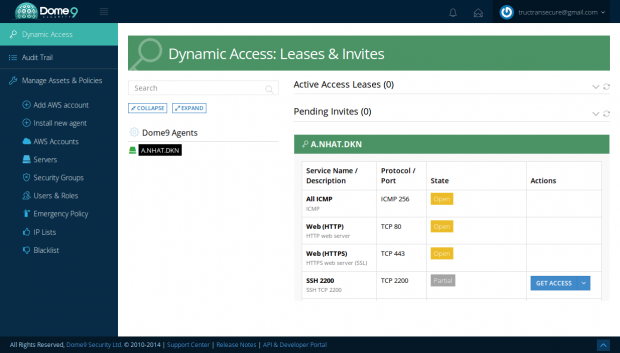 Dome9
SECURITY
tructransecure@gmail.com
Dynamic Access
Audit Trail
Manage Assets & Policies
Add AWS account
Install new agent
AWS Accounts
Servers
Security Groups
Users & Roles
Emergency Policy
IP Lists
Blacklist
Dynamic Access: Leases & Invites
Search
COLLAPSE
EXPAND
Dome9 Agents
A.NHAT.DKN
Active Access Leases (0)
Pending Invites (0)
A.NHAT.DKN
Service Name / Description Protocol / Port State Actions
All ICMP ICMP 256 Open
ICMP
Web (HTTP) TCP 80 Open
HTTP web server
Web (HTTPS) TCP 443 Open
HTTPS web server (SSL)
SSH 2200 TCP 2200 Partial GET ACCESS
SSH TCP 2200
All Rights Reserved, Dome9 Security Ltd. © 2010-2014 | Support Center | Release Notes | API & Developer Portal